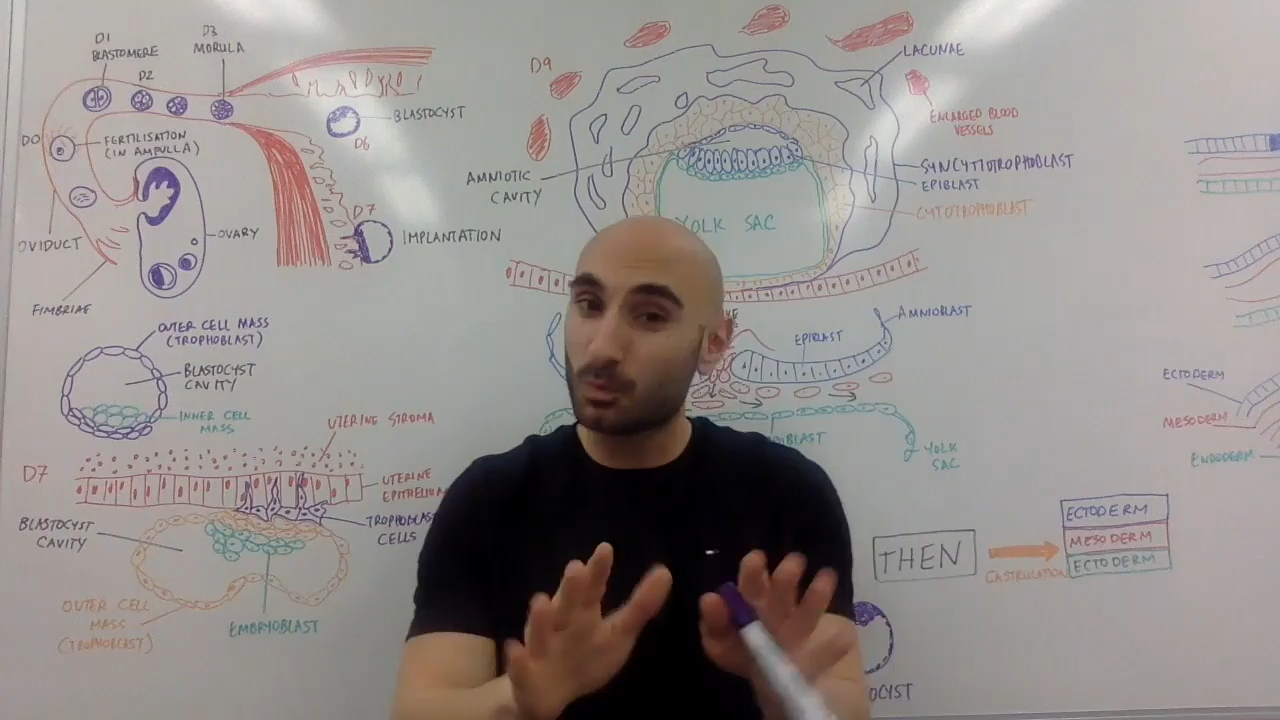 D1
BLASTOMERE
D2
D3
MORULA
D0
FERTILISATION
(IN AMPULLA)
OVIDUCT
FIMBRIAE
OVARY
BLASTOCYST
D6
D7
IMPLANTATION
OUTER CELL MASS
(TROPHOBLAST)
BLASTOCYST
CAVITY
INNER CELL
MASS
D7
UTERINE STROMA
UTERINE
EPITHELIUM
TROPHOBLAS
CELLS
BLASTOCYST
CAVITY
OUTER CELL
MASS
(TROPHOBLAST)
EMBRYOBLAST
D9
LACUNAE
ENLARGED BLOOD
VESSELS
AMNIOTIC
CAVITY
SYNCYTIOTROPHOBLAST
EPIBLAST
CYTOTROPHOBLAST
YOLK SAC
EPIBLAST
AMNIOBLAST
BLAST
YOLK
SAC
THEN
GASTRULATION
ECTODERM
MESODERM
ECTODERM
OCYST
ECTODERM
MESODERM
ENDODERM